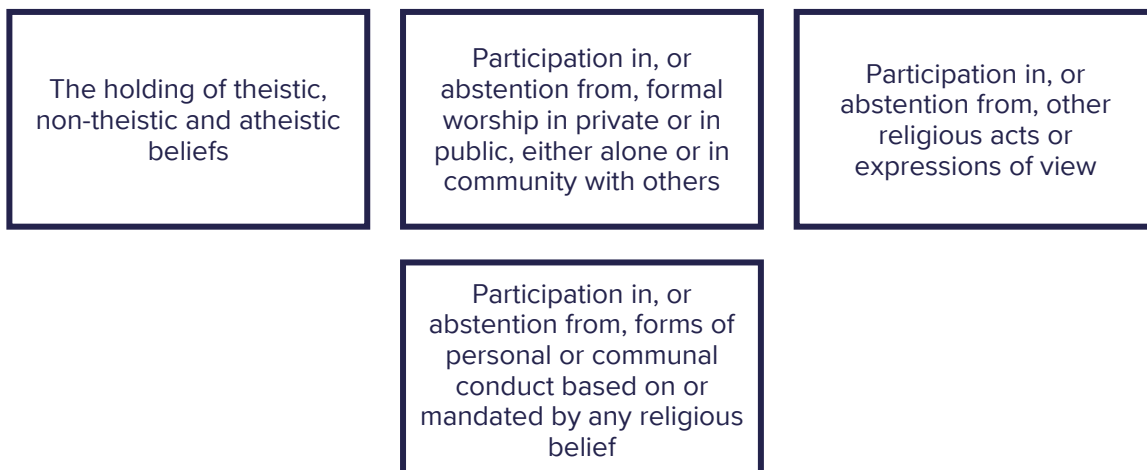 The holding of theistic,
non-theistic and atheistic
beliefs
Participation in, or
abstention from, formal
worship in private or in
public, either alone or in
community with others
Participation in, or
abstention from, other
religious acts or
expressions of view
Participation in, or
abstention from, forms of
personal or communal
conduct based on or
mandated by any religious
belief